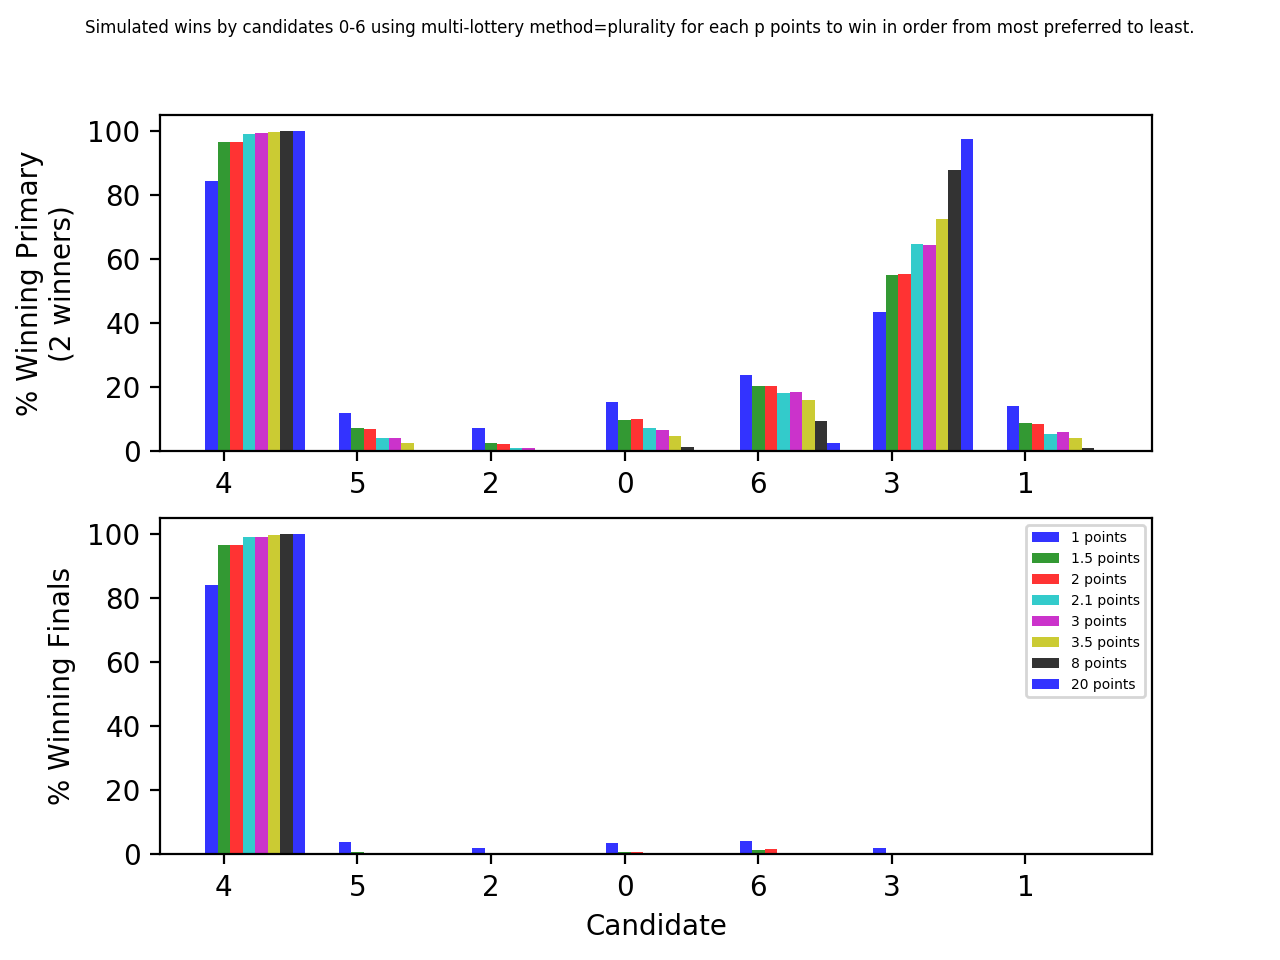 Simulated wins by candidates 0-6 using multi-lottery method=plurality for each p points to win in order from most preferred to least.
% Winning Primary
(2 winners)
100
80
60
40
20
0
4 5 2 0 6 3 1
% Winning Finals
100
80
60
40
20
0
1 points
1.5 points
2 points
2.1 points
3 points
3.5 points
8 points
20 points
4 5 2 0 6 3 1
Candidate